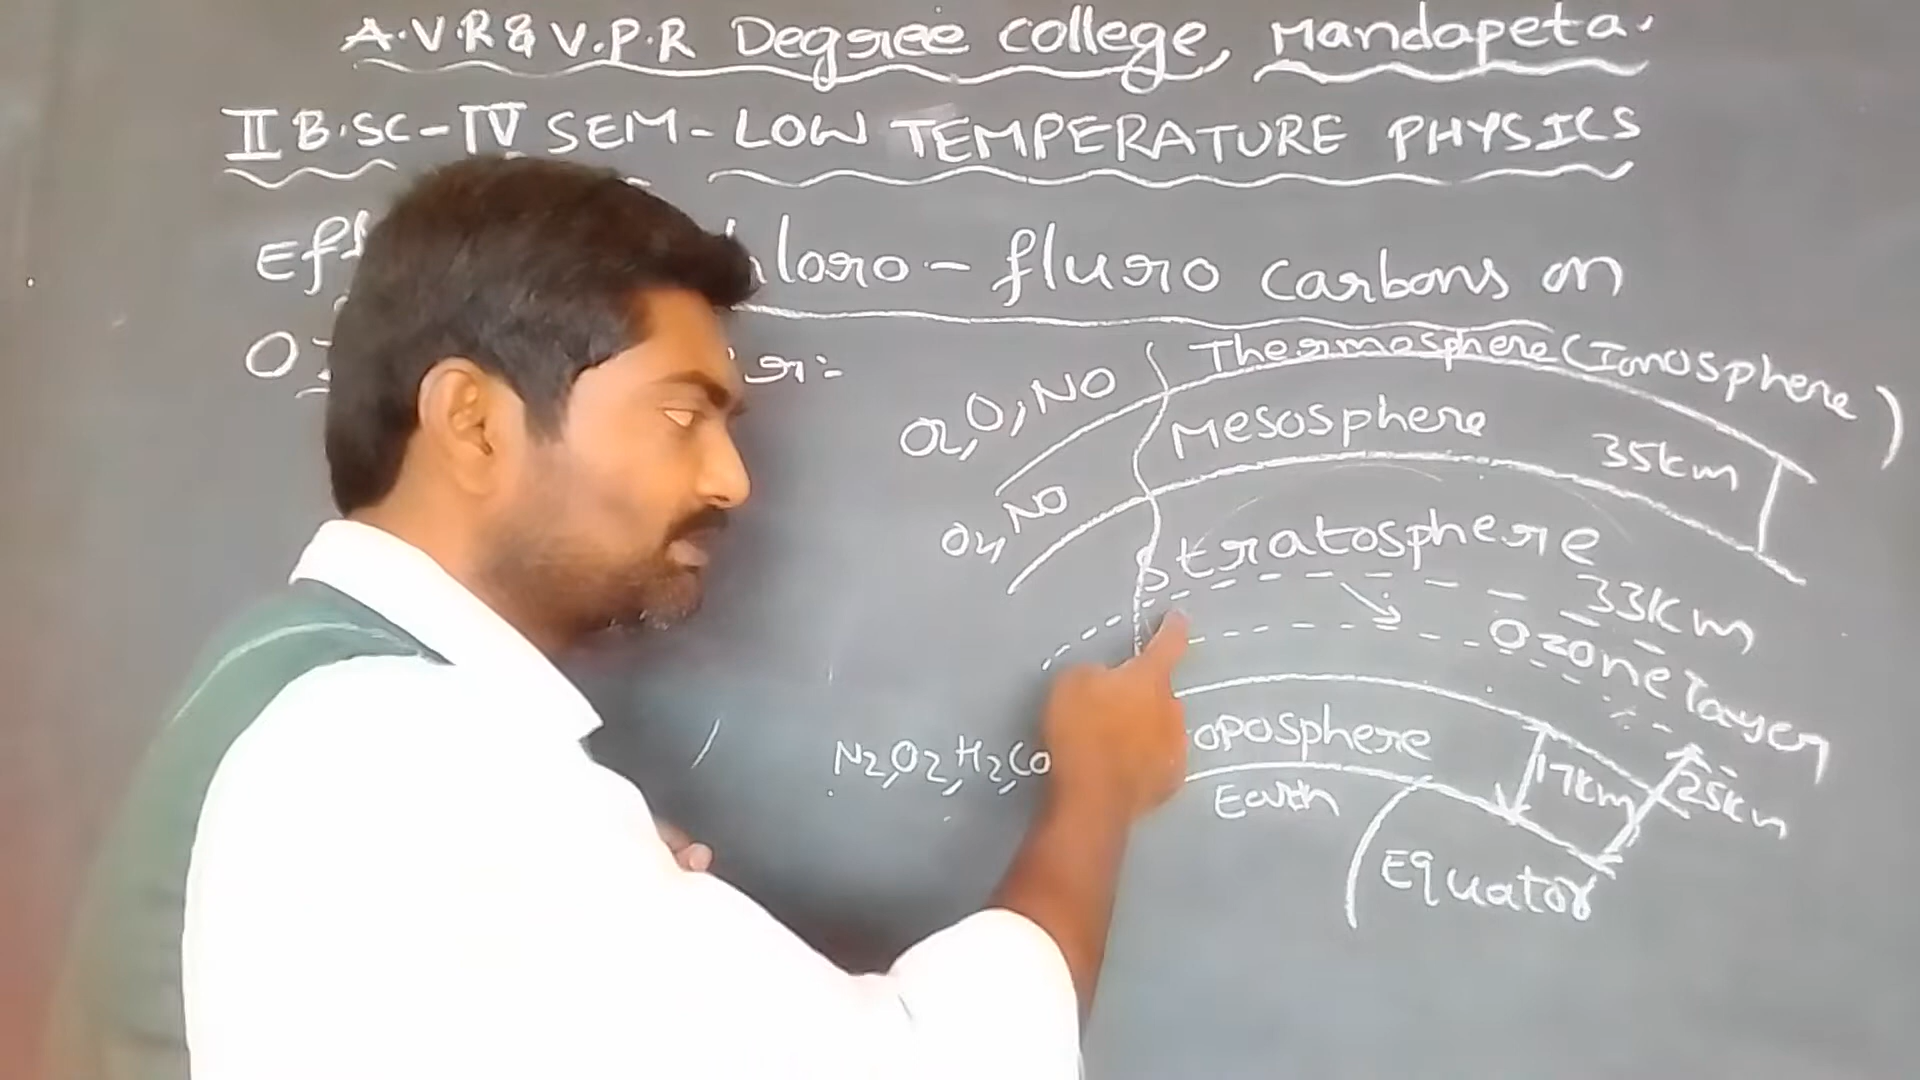 A.V.R & V.P.R Degree College, Mandapeta.
II B.SC - IV SEM - LOW TEMPERATURE PHYSICS
fluro carbons on
Thermosphere (Ionosphere)
O2, O, NO
Mesosphere
35km
O2, NO
Stratosphere
33km
Ozone layer
N2, O2, H2, CO
Earth
17km
25km
Equator